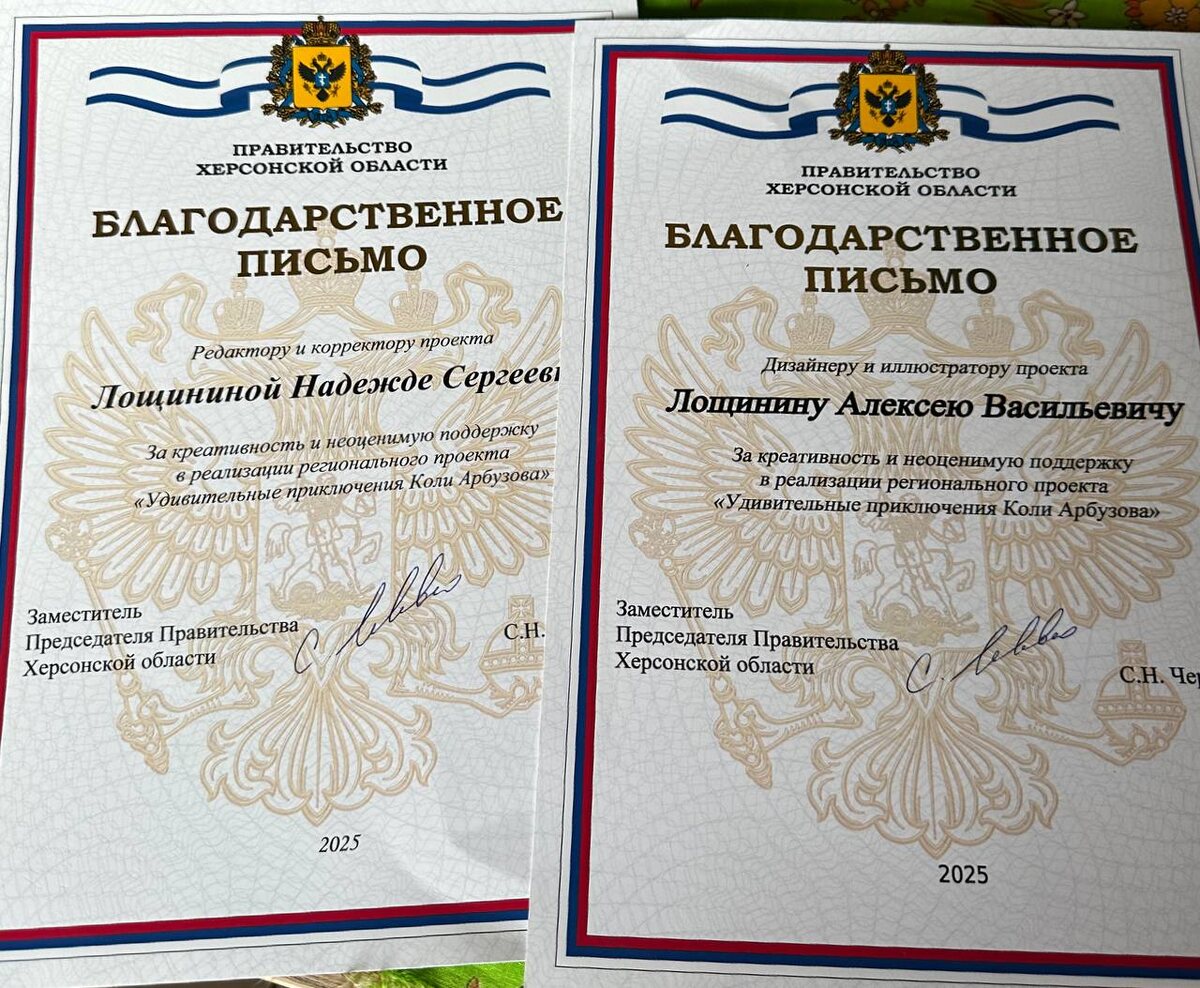 ПРАВИТЕЛЬСТВО
ХЕРСОНСКОЙ ОБЛАСТИ
БЛАГОДАРСТВЕННОЕ
ПИСЬМО
Редактору и корректору проекта
Лощининой Надежде
За креативность и неоценимую поддержку
в реализации регионального проекта
«Удивительные приключения Коли Арбузова»
Заместитель
Председателя Правительства
Херсонской области
С.Н.
2025
ПРАВИТЕЛЬСТВО
ХЕРСОНСКОЙ ОБЛАСТИ
БЛАГОДАРСТВЕННОЕ
ПИСЬМО
Дизайнеру и иллюстратору проекта
Лощинину Алексею Васильевичу
За креативность и неоценимую поддержку
в реализации регионального проекта
«Удивительные приключения Коли Арбузова»
Заместитель
Председателя Правительства
Херсонской области
С.Н.
2025